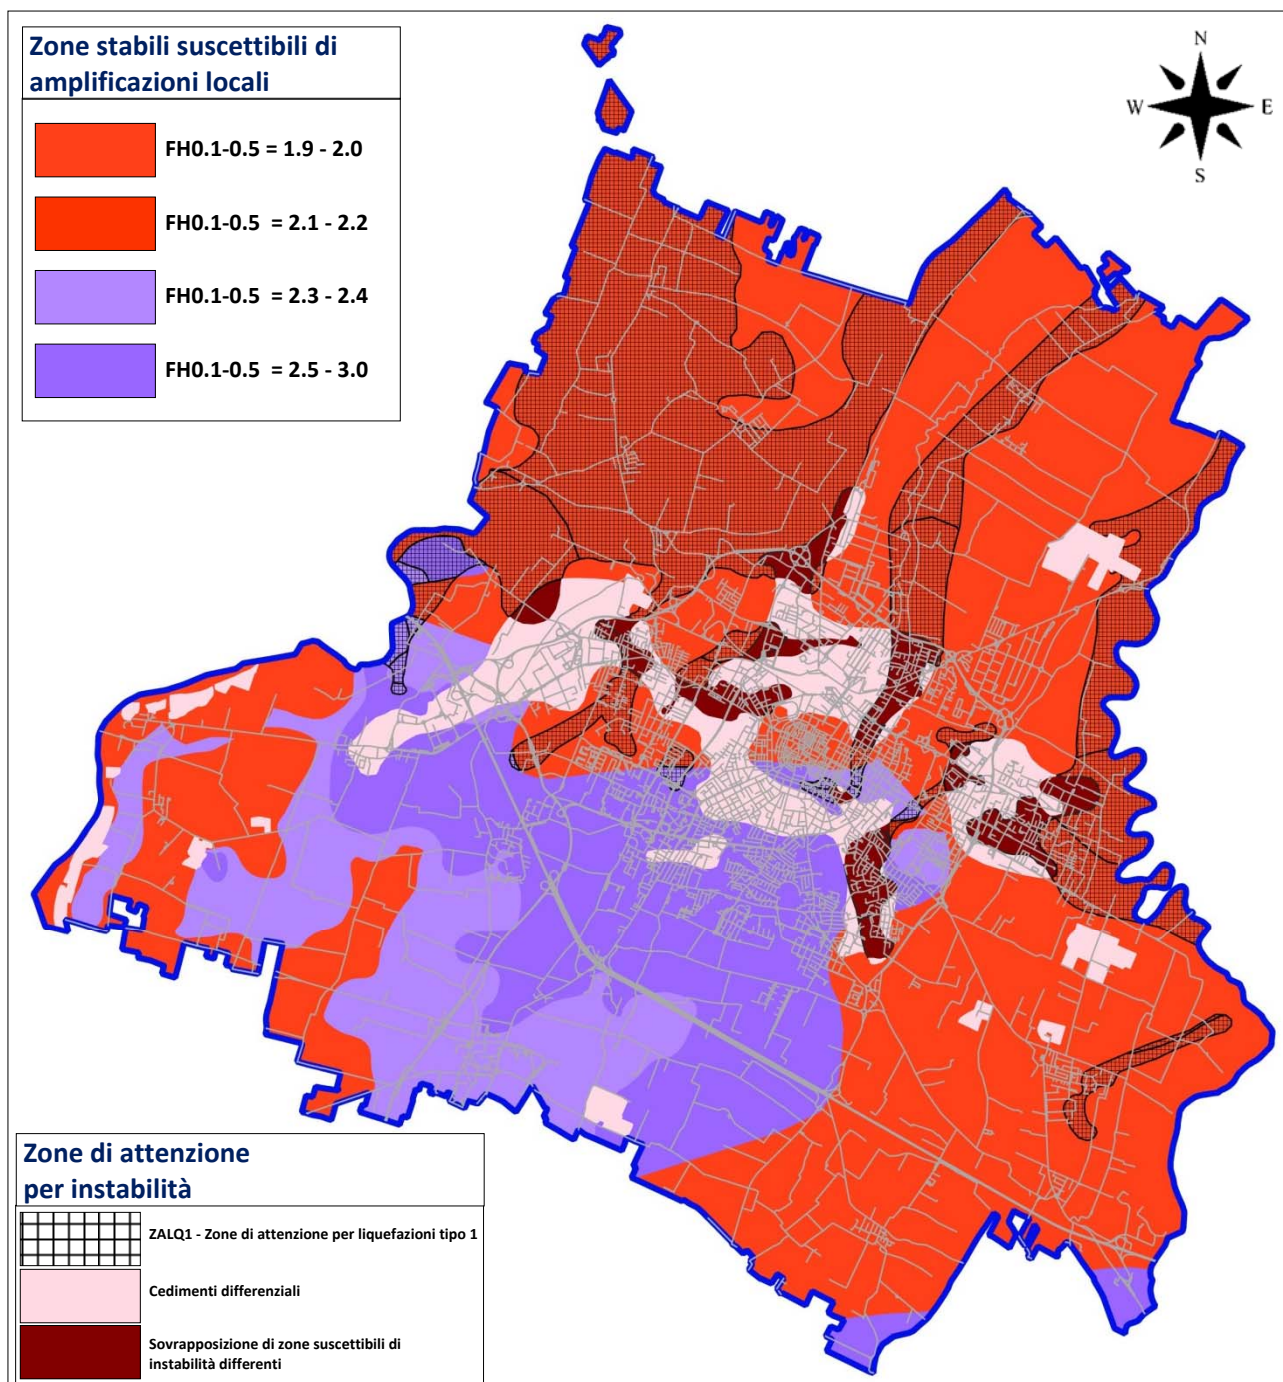 Zone stabili suscettibili di
amplificazioni locali
FH0.1-0.5 = 1.9 - 2.0
FH0.1-0.5 = 2.1 - 2.2
FH0.1-0.5 = 2.3 - 2.4
FH0.1-0.5 = 2.5 - 3.0
N
W E
S
Zone di attenzione
per instabilità
ZALQ1 - Zone di attenzione per liquefazioni tipo 1
Cedimenti differenziali
Sovrapposizione di zone suscettibili di
instabilità differenti